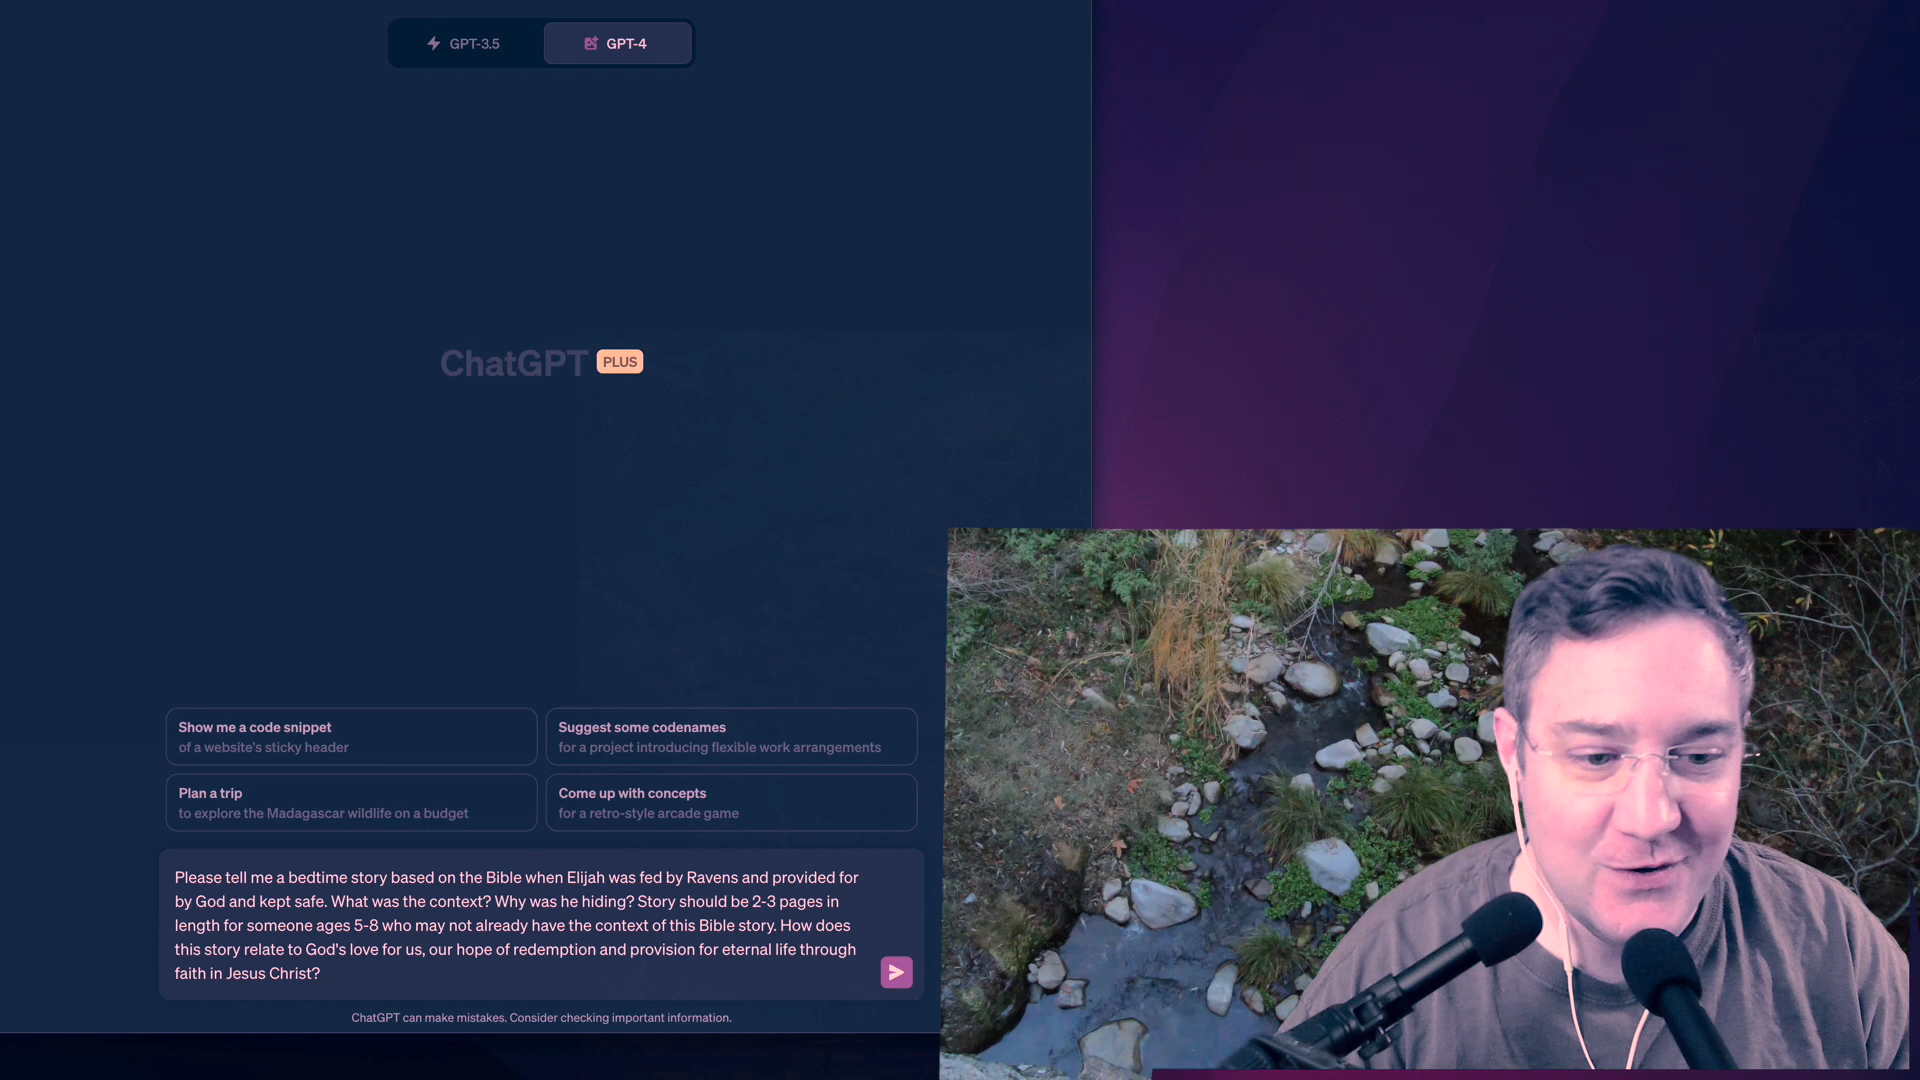 GPT-3.5
GPT-4
ChatGPT PLUS
Show me a code snippet
of a website's sticky header
Suggest some codenames
for a project introducing flexible work arrangements
Plan a trip
to explore the Madagascar wildlife on a budget
Come up with concepts
for a retro-style arcade game
Please tell me a bedtime story based on the Bible when Elijah was fed by Ravens and provided for
by God and kept safe. What was the context? Why was he hiding? Story should be 2-3 pages in
length for someone ages 5-8 who may not already have the context of this Bible story. How does
this story relate to God's love for us, our hope of redemption and provision for eternal life through
faith in Jesus Christ?
ChatGPT can make mistakes. Consider checking important information.